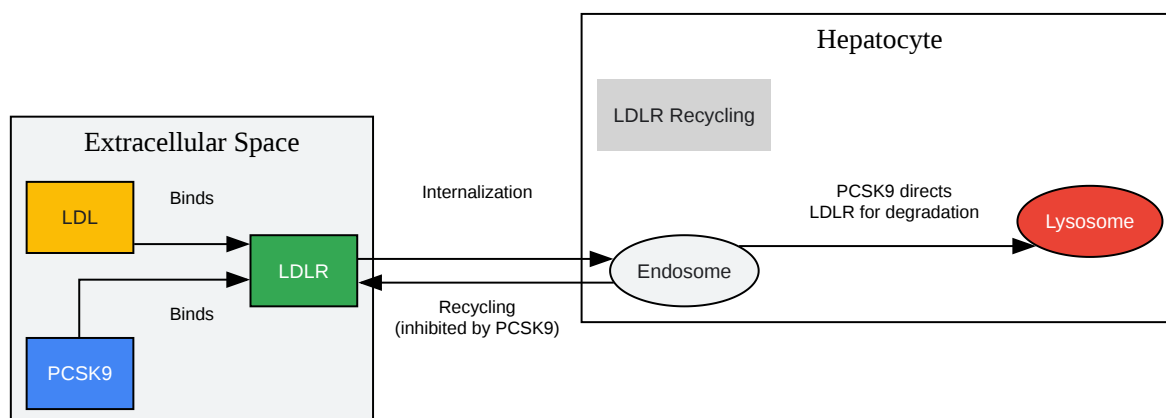 Hepatocyte
LDLR Recycling
Extracellular Space
LDL
Binds
Internalization
PCSK9 directs
LDLR for degradation
Lysosome
LDLR
Endosome
Binds
Recycling
(inhibited by PCSK9)
PCSK9